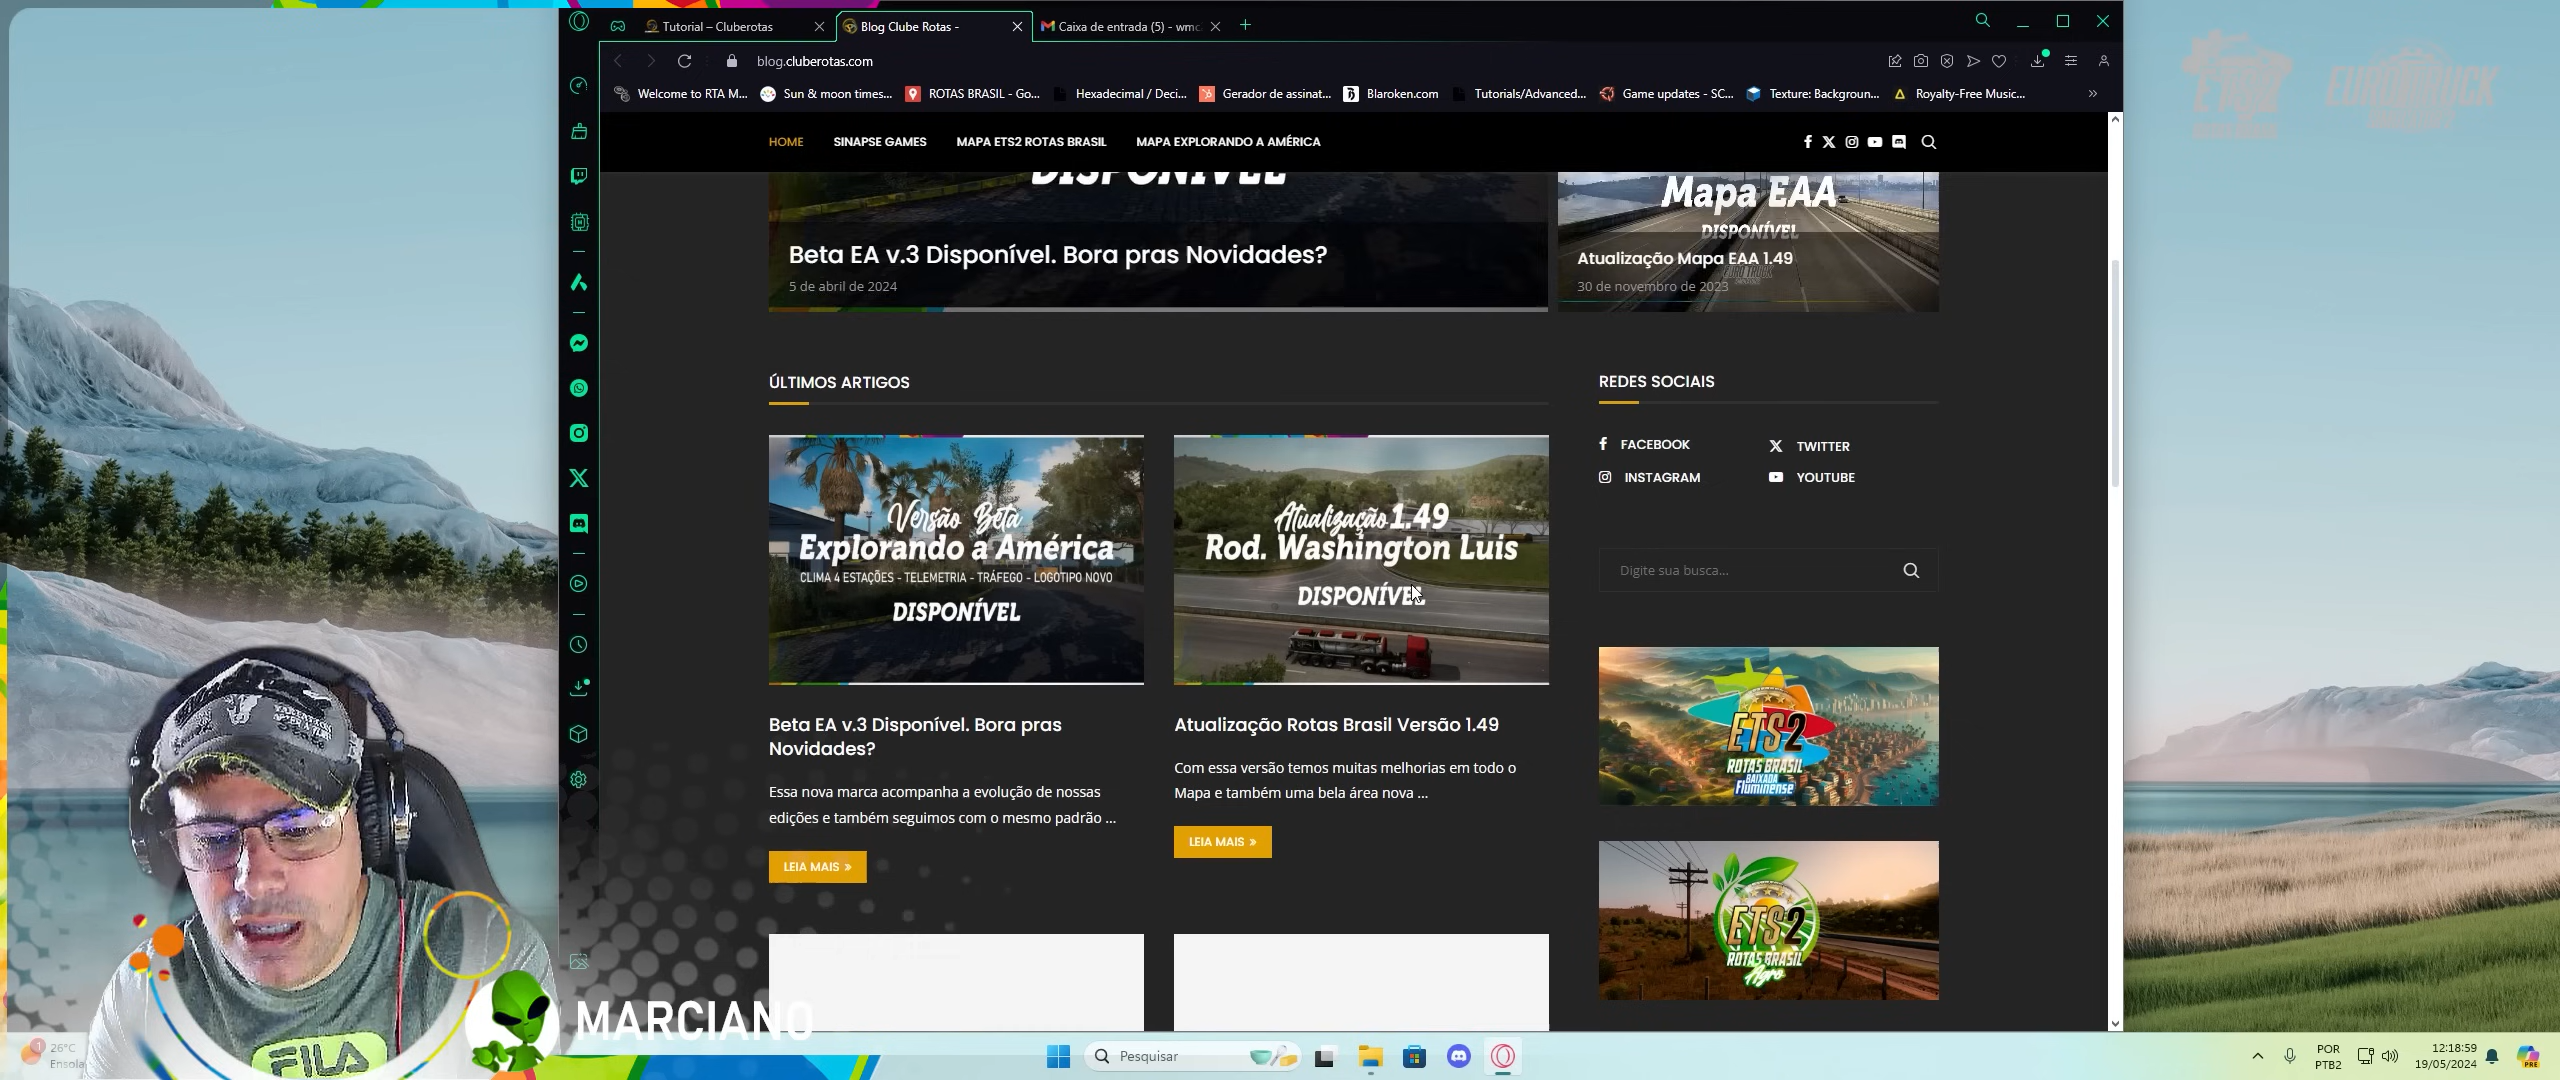 Tutorial – Cluberotas
Blog Clube Rotas -
Caixa de entrada (5) - wmc
blog.cluberotas.com
Welcome to RTA M...
Sun & moon times...
ROTAS BRASIL - Go...
Hexadecimal / Deci...
Gerador de assinat...
Blaroken.com
Tutorials/Advanced...
Game updates - SC...
Texture: Backgroun...
Royalty-Free Music...
HOME
SINAPSE GAMES
MAPA ETS2 ROTAS BRASIL
MAPA EXPLORANDO A AMÉRICA
DISPONÍVEL
Beta EA v.3 Disponível. Bora pras Novidades?
5 de abril de 2024
Mapa EAA
DISPONÍVEL
Atualização Mapa EAA 1.49
30 de novembro de 2023
ÚLTIMOS ARTIGOS
REDES SOCIAIS
FACEBOOK
TWITTER
INSTAGRAM
YOUTUBE
Digite sua busca...
Versão Beta
Explorando a América
CLIMA 4 ESTAÇÕES - TELEMETRIA - TRÁFEGO - LOGOTIPO NOVO
DISPONÍVEL
Atualização 1.49
Rod. Washington Luis
DISPONÍVEL
Beta EA v.3 Disponível. Bora pras
Novidades?
Essa nova marca acompanha a evolução de nossas
edições e também seguimos com o mesmo padrão ...
LEIA MAIS »
Atualização Rotas Brasil Versão 1.49
Com essa versão temos muitas melhorias em todo o
Mapa e também uma bela área nova ...
LEIA MAIS »
ETS2
ROTAS BRASIL
BAIXADA
Fluminense
ETS2
ROTAS BRASIL
Agro
MARCIANO
FILA
1
26°C
Ensola
Pesquisar
POR
PTB2
12:18:59
19/05/2024
PRE